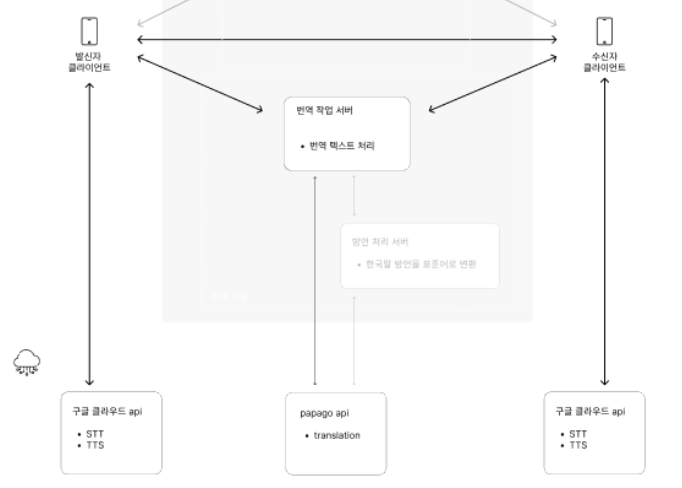 발신자
클라이언트
수신자
클라이언트
번역 작업 서버
• 번역 텍스트 처리
방언 처리 서버
• 한국말 방언을 표준어로 변환
구글 클라우드 api
• STT
• TTS
papago api
• translation
구글 클라우드 api
• STT
• TTS